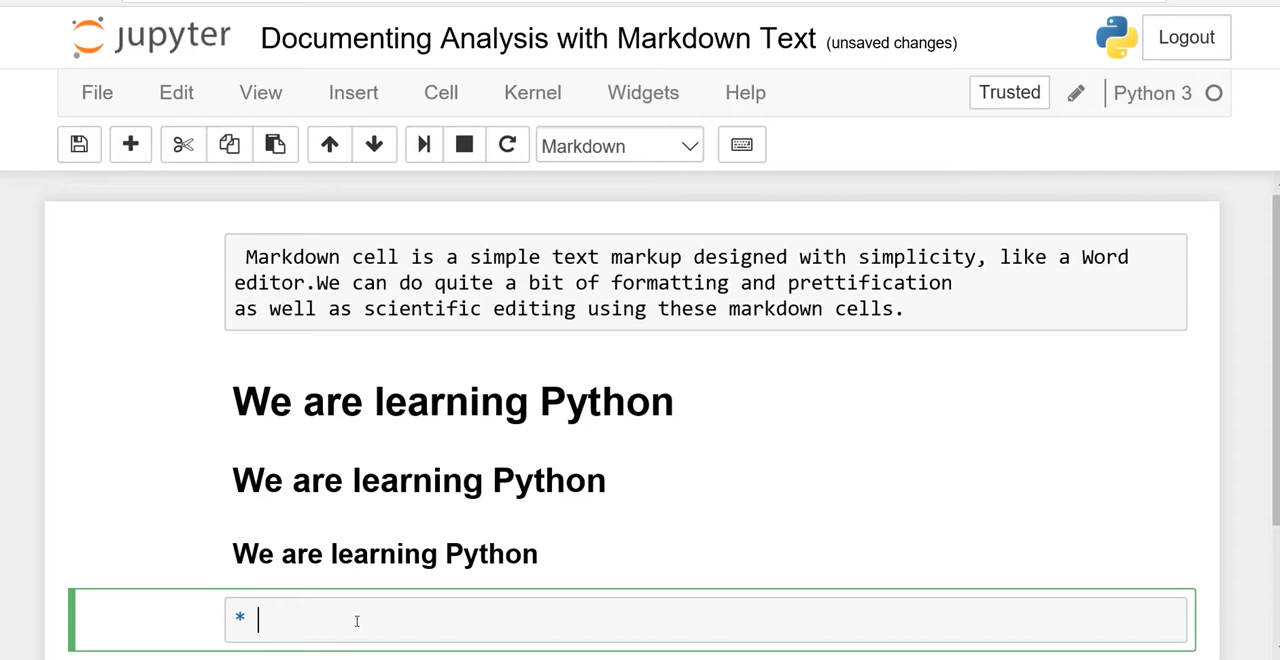 jupyter Documenting Analysis with Markdown Text (unsaved changes) Logout
File Edit View Insert Cell Kernel Widgets Help Trusted Python 3
Markdown
Markdown cell is a simple text markup designed with simplicity, like a Word
editor.We can do quite a bit of formatting and prettification
as well as scientific editing using these markdown cells.
We are learning Python
We are learning Python
We are learning Python
*